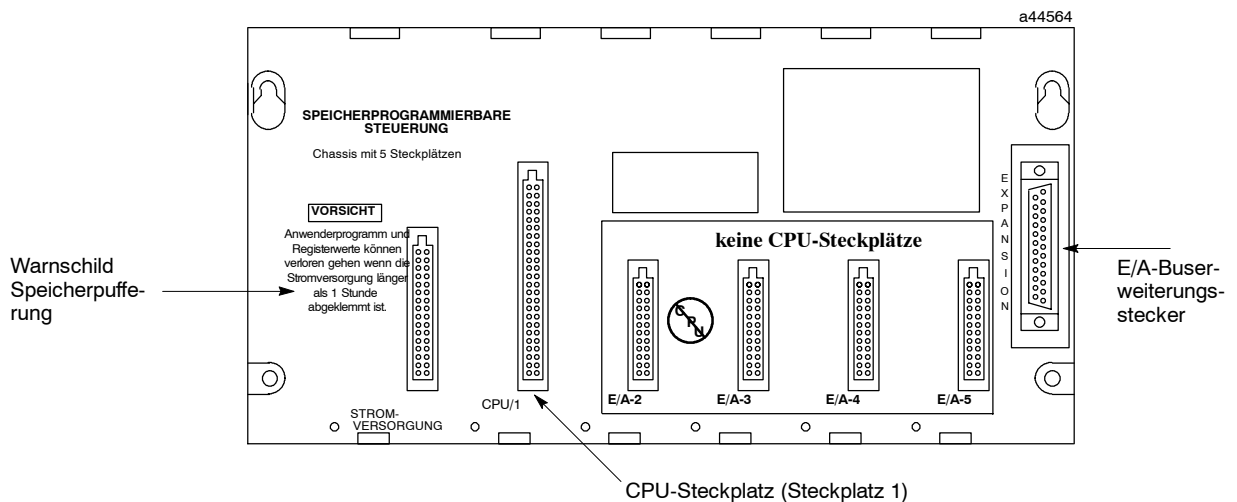 a44564
SPEICHERPROGRAMMIERBARE
STEUERUNG
Chassis mit 5 Steckplätzen
VORSICHT
Anwenderprogramm und
Registerwerte können
verloren gehen wenn die
Stromversorgung länger
als 1 Stunde
abgeklemmt ist.
Warnschild
Speicherpuffe-
rung
keine CPU-Steckplätze
CPU
EXPANSION
E/A-Buser-
weiterungs-
stecker
STROM-
VERSORGUNG
CPU/1
E/A-2
E/A-3
E/A-4
E/A-5
CPU-Steckplatz (Steckplatz 1)